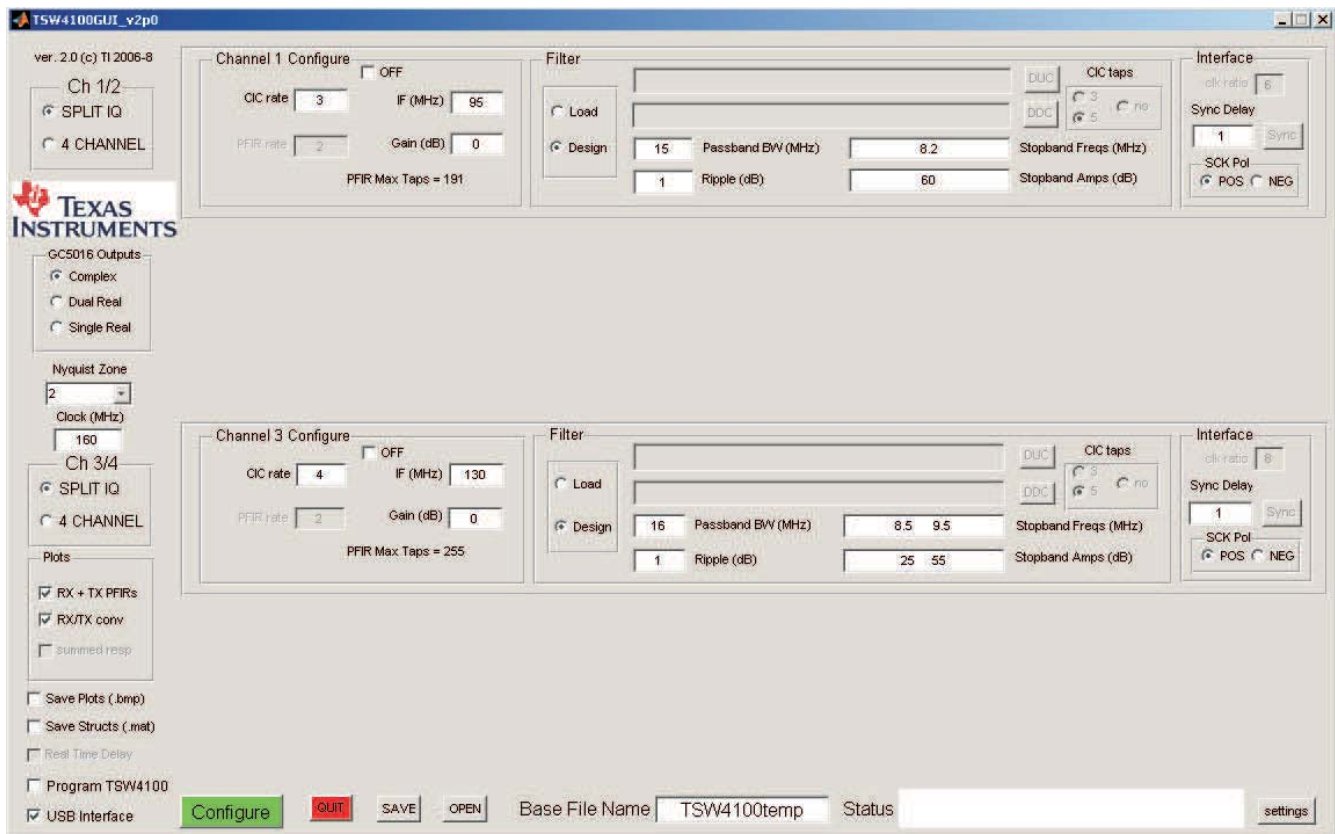 TSW4100GUI_v2p0
ver. 2.0 (c) TI 2006-8
Ch 1/2
SPLIT IQ
4 CHANNEL
TEXAS
INSTRUMENTS
GC5016 Outputs
Complex
Dual Real
Single Real
Nyquist Zone
2
Clock (MHz)
160
Ch 3/4
SPLIT IQ
4 CHANNEL
Plots
RX + TX PFIRs
RX/TX conv
summed resp
Save Plots (.bmp)
Save Structs (.mat)
Real Time Delay
Program TSW4100
USB Interface
Channel 1 Configure
OFF
CIC rate 3 IF (MHz) 95
PFIR rate 2 Gain (dB) 0
PFIR Max Taps = 191
Filter
Load
Design
DUC
DDC
CIC taps
3
5
no
15 Passband BW (MHz) 8.2 Stopband Freqs (MHz)
1 Ripple (dB) 60 Stopband Amps (dB)
Interface
clk ratio 6
Sync Delay
1 Sync
SCK Pol
POS NEG
Channel 3 Configure
OFF
CIC rate 4 IF (MHz) 130
PFIR rate 2 Gain (dB) 0
PFIR Max Taps = 255
Filter
Load
Design
DUC
DDC
CIC taps
3
5
no
16 Passband BW (MHz) 8.5 9.5 Stopband Freqs (MHz)
1 Ripple (dB) 25 55 Stopband Amps (dB)
Interface
clk ratio 8
Sync Delay
1 Sync
SCK Pol
POS NEG
Configure QUIT SAVE OPEN Base File Name TSW4100temp Status settings